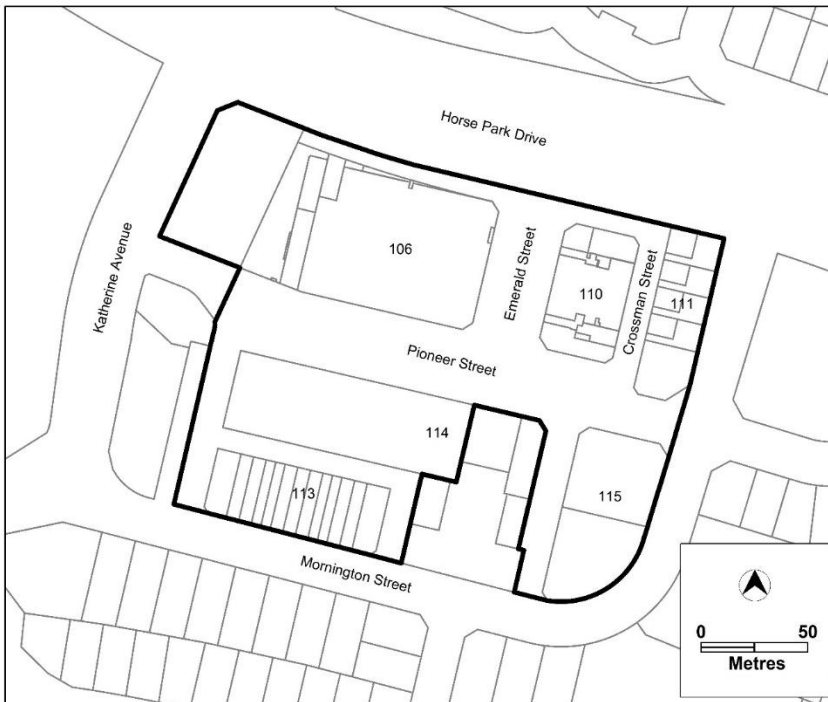 Horse Park Drive
Katherine Avenue
106
Emerald Street
110
Crossman Street
111
Pioneer Street
114
113
115
Mornington Street
0 50
Metres